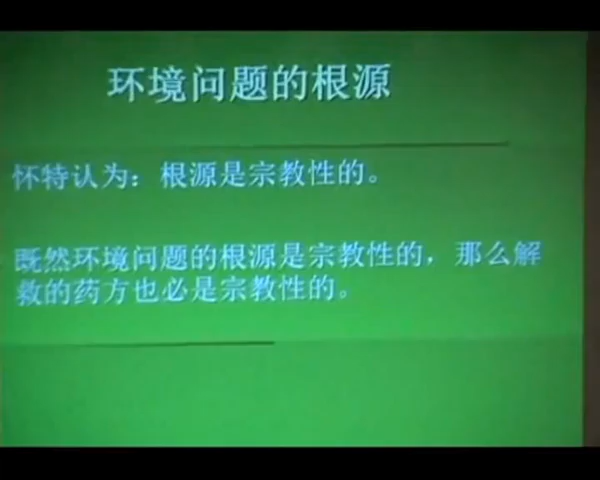 环境问题的根源
怀特认为：根源是宗教性的。
既然环境问题的根源是宗教性的，那么解
救的药方也必是宗教性的。